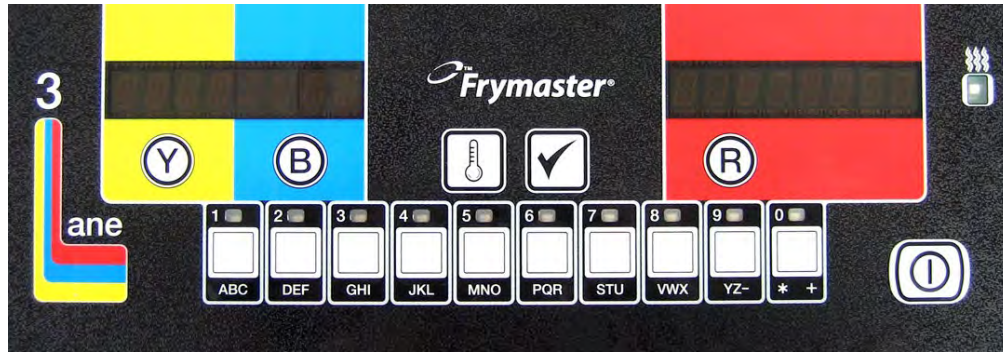 3
Lane
Frymaster®
™
Y
B
R
1 2 3 4 5 6 7 8 9 0
ABC DEF GHI JKL MNO PQR STU VWX YZ- * +